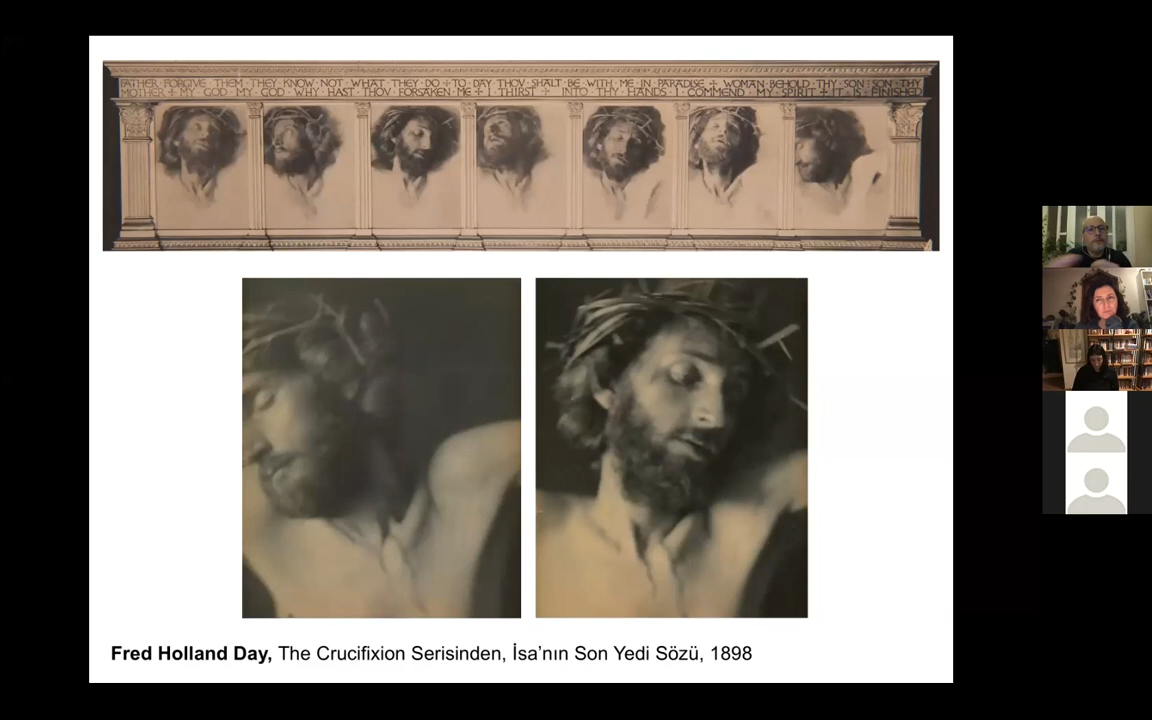 FATHER · FORGIVE THEM · THEY KNOW NOT · WHAT THEY · DO + TO · DAY THOV · SHALT · BE · WITH · ME · IN · PARADISE + WOMAN · BEHOLD · THY · SON · SON · THY
MOTHER + MY GOD · MY · GOD · WHY · HAST · THOV · FORSAKEN · ME + I THIRST + INTO · THY · HANDS · I · COMMEND · MY · SPIRIT + IT · IS · FINISHED
Fred Holland Day, The Crucifixion Serisinden, İsa’nın Son Yedi Sözü, 1898